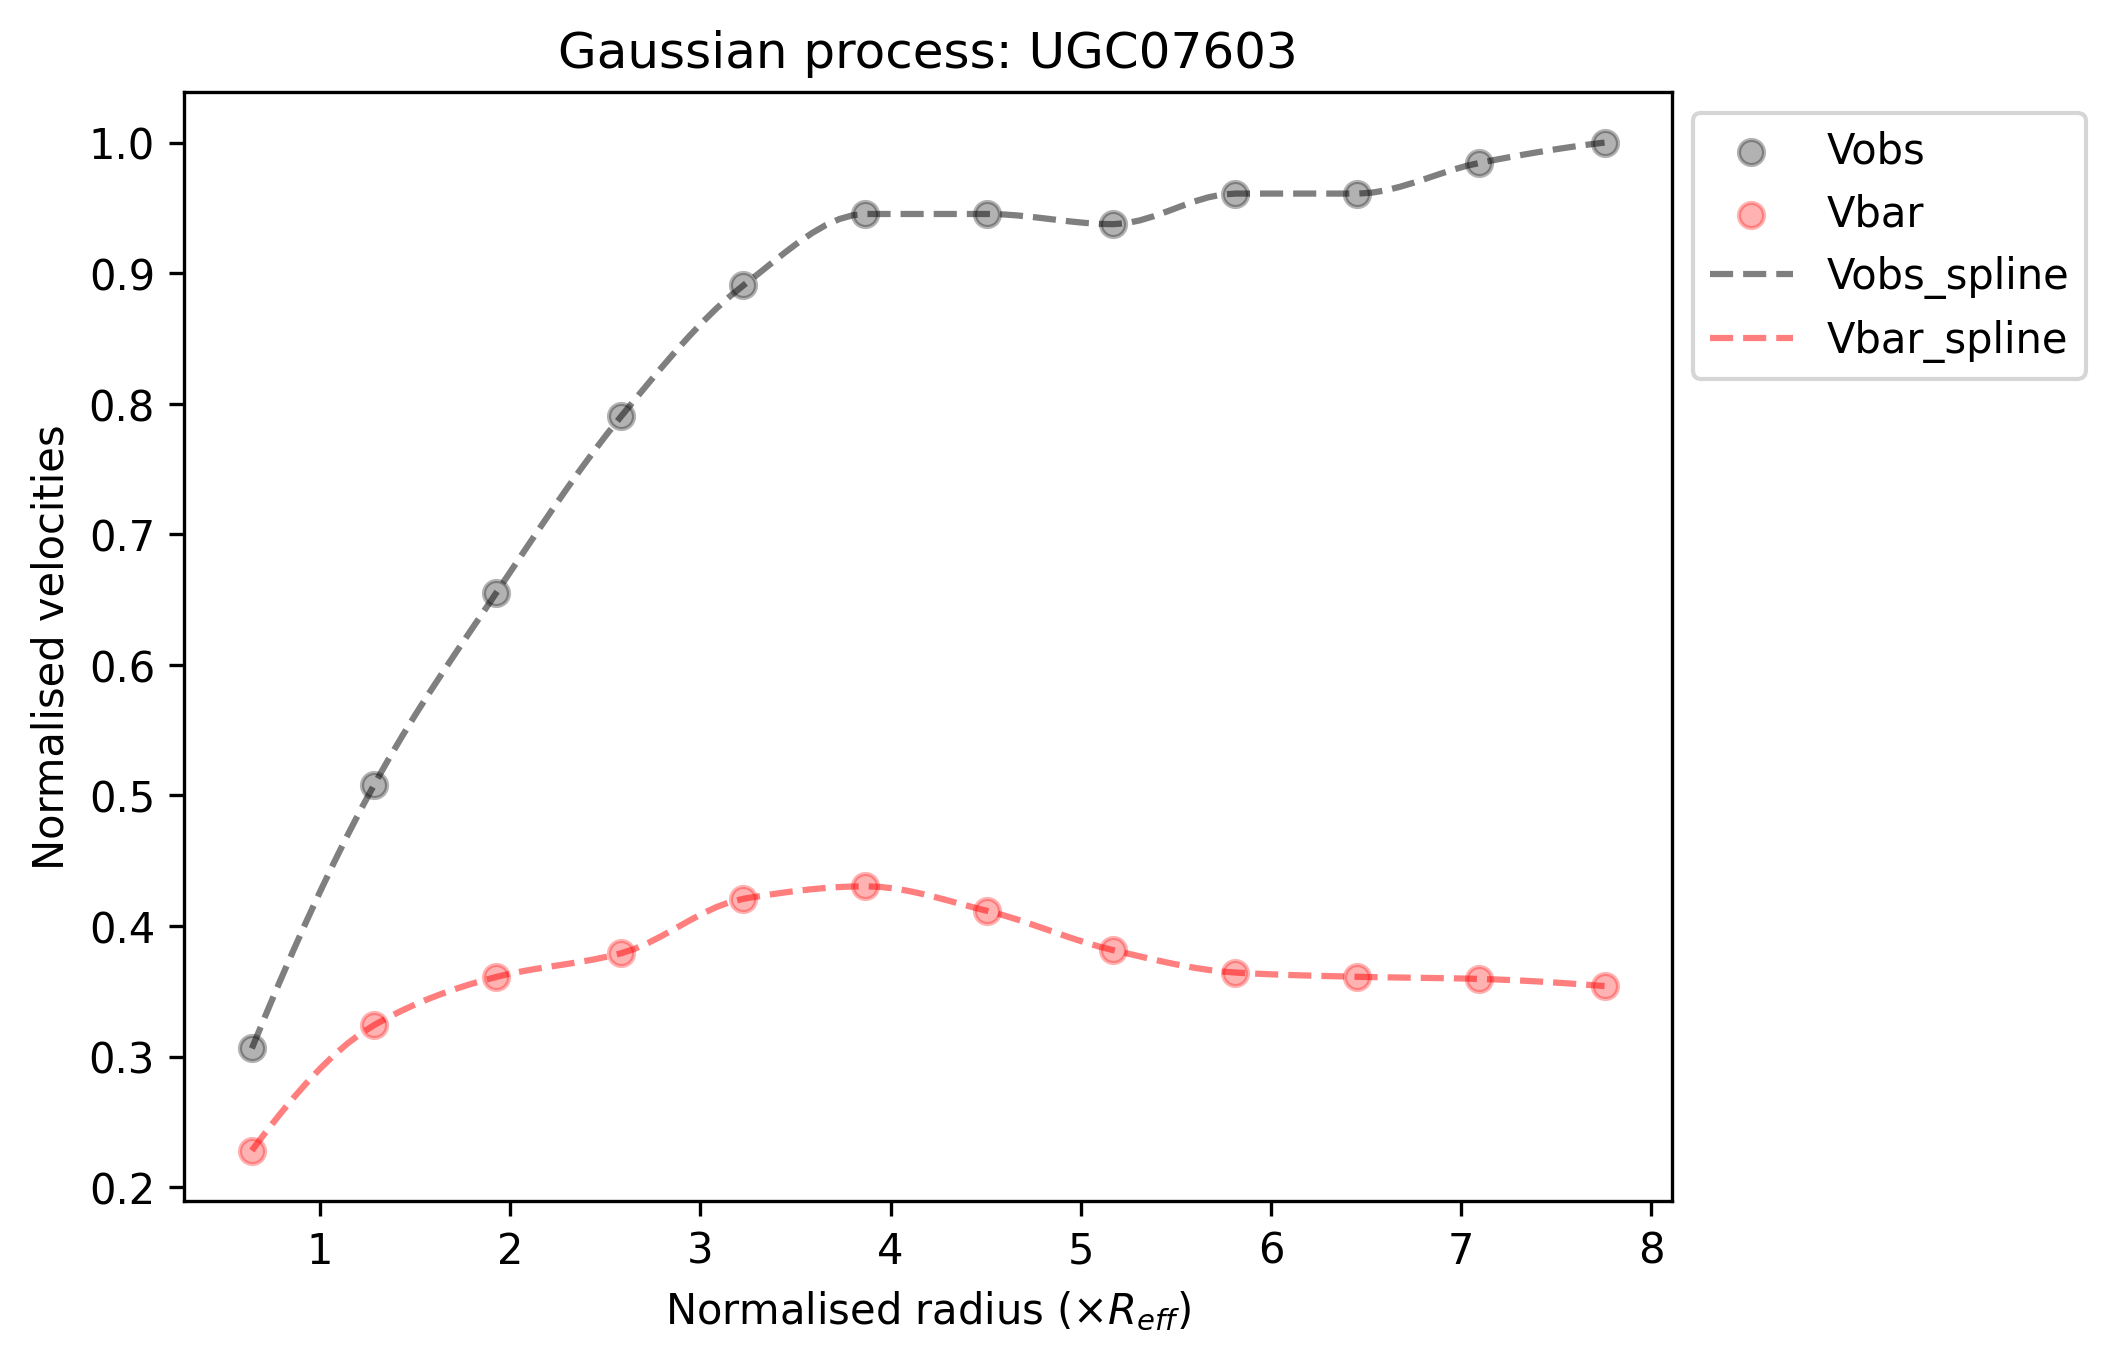 Gaussian process: UGC07603
1.0
0.9
0.8
0.7
0.6
0.5
0.4
0.3
0.2
Normalised velocities
1 2 3 4 5 6 7 8
Normalised radius (×R_eff)
Vobs
Vbar
Vobs_spline
Vbar_spline